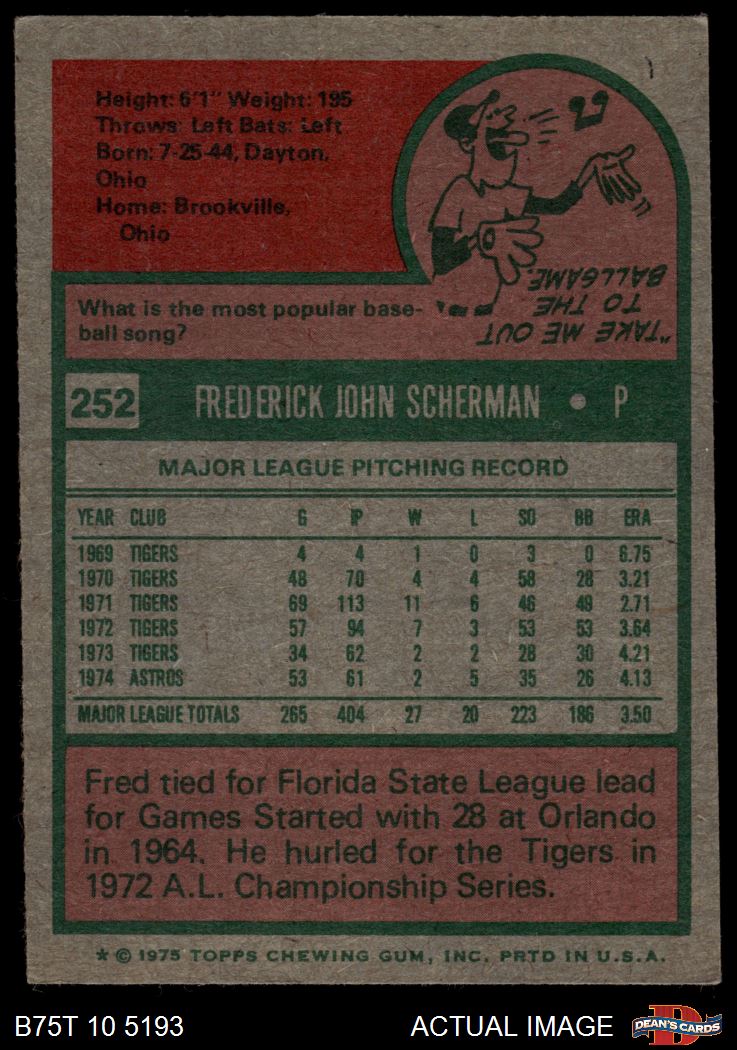 Height: 6'1" Weight: 195
Throws: Left Bats: Left
Born: 7-25-44, Dayton,
Ohio
Home: Brookville,
Ohio
What is the most popular base-
ball song?
"TAKE ME OUT
TO THE
BALLGAME.
252 FREDERICK JOHN SCHERMAN • P
MAJOR LEAGUE PITCHING RECORD
YEAR CLUB G IP W L SO BB ERA
1969 TIGERS 4 4 1 0 3 0 6.75
1970 TIGERS 48 70 4 4 58 28 3.21
1971 TIGERS 69 113 11 6 46 49 2.71
1972 TIGERS 57 94 7 3 53 53 3.64
1973 TIGERS 34 62 2 2 28 30 4.21
1974 ASTROS 53 61 2 5 35 26 4.13
MAJOR LEAGUE TOTALS 265 404 27 20 223 186 3.50
Fred tied for Florida State League lead
for Games Started with 28 at Orlando
in 1964. He hurled for the Tigers in
1972 A.L. Championship Series.
* © 1975 TOPPS CHEWING GUM, INC. PRTD IN U.S.A.
B75T 10 5193 ACTUAL IMAGE DEAN'S CARDS